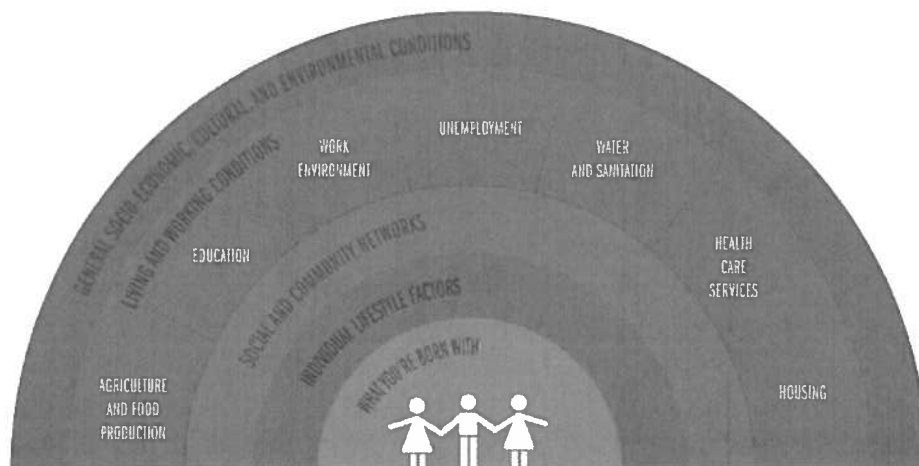 GENERAL SOCIO-ECONOMIC, CULTURAL, AND ENVIRONMENTAL CONDITIONS
LIVING AND WORKING CONDITIONS
AGRICULTURE
AND FOOD
PRODUCTION
EDUCATION
WORK
ENVIRONMENT
UNEMPLOYMENT
WATER
AND SANITATION
HEALTH
CARE
SERVICES
HOUSING
SOCIAL AND COMMUNITY NETWORKS
INDIVIDUAL LIFESTYLE FACTORS
WHAT YOU'RE BORN WITH